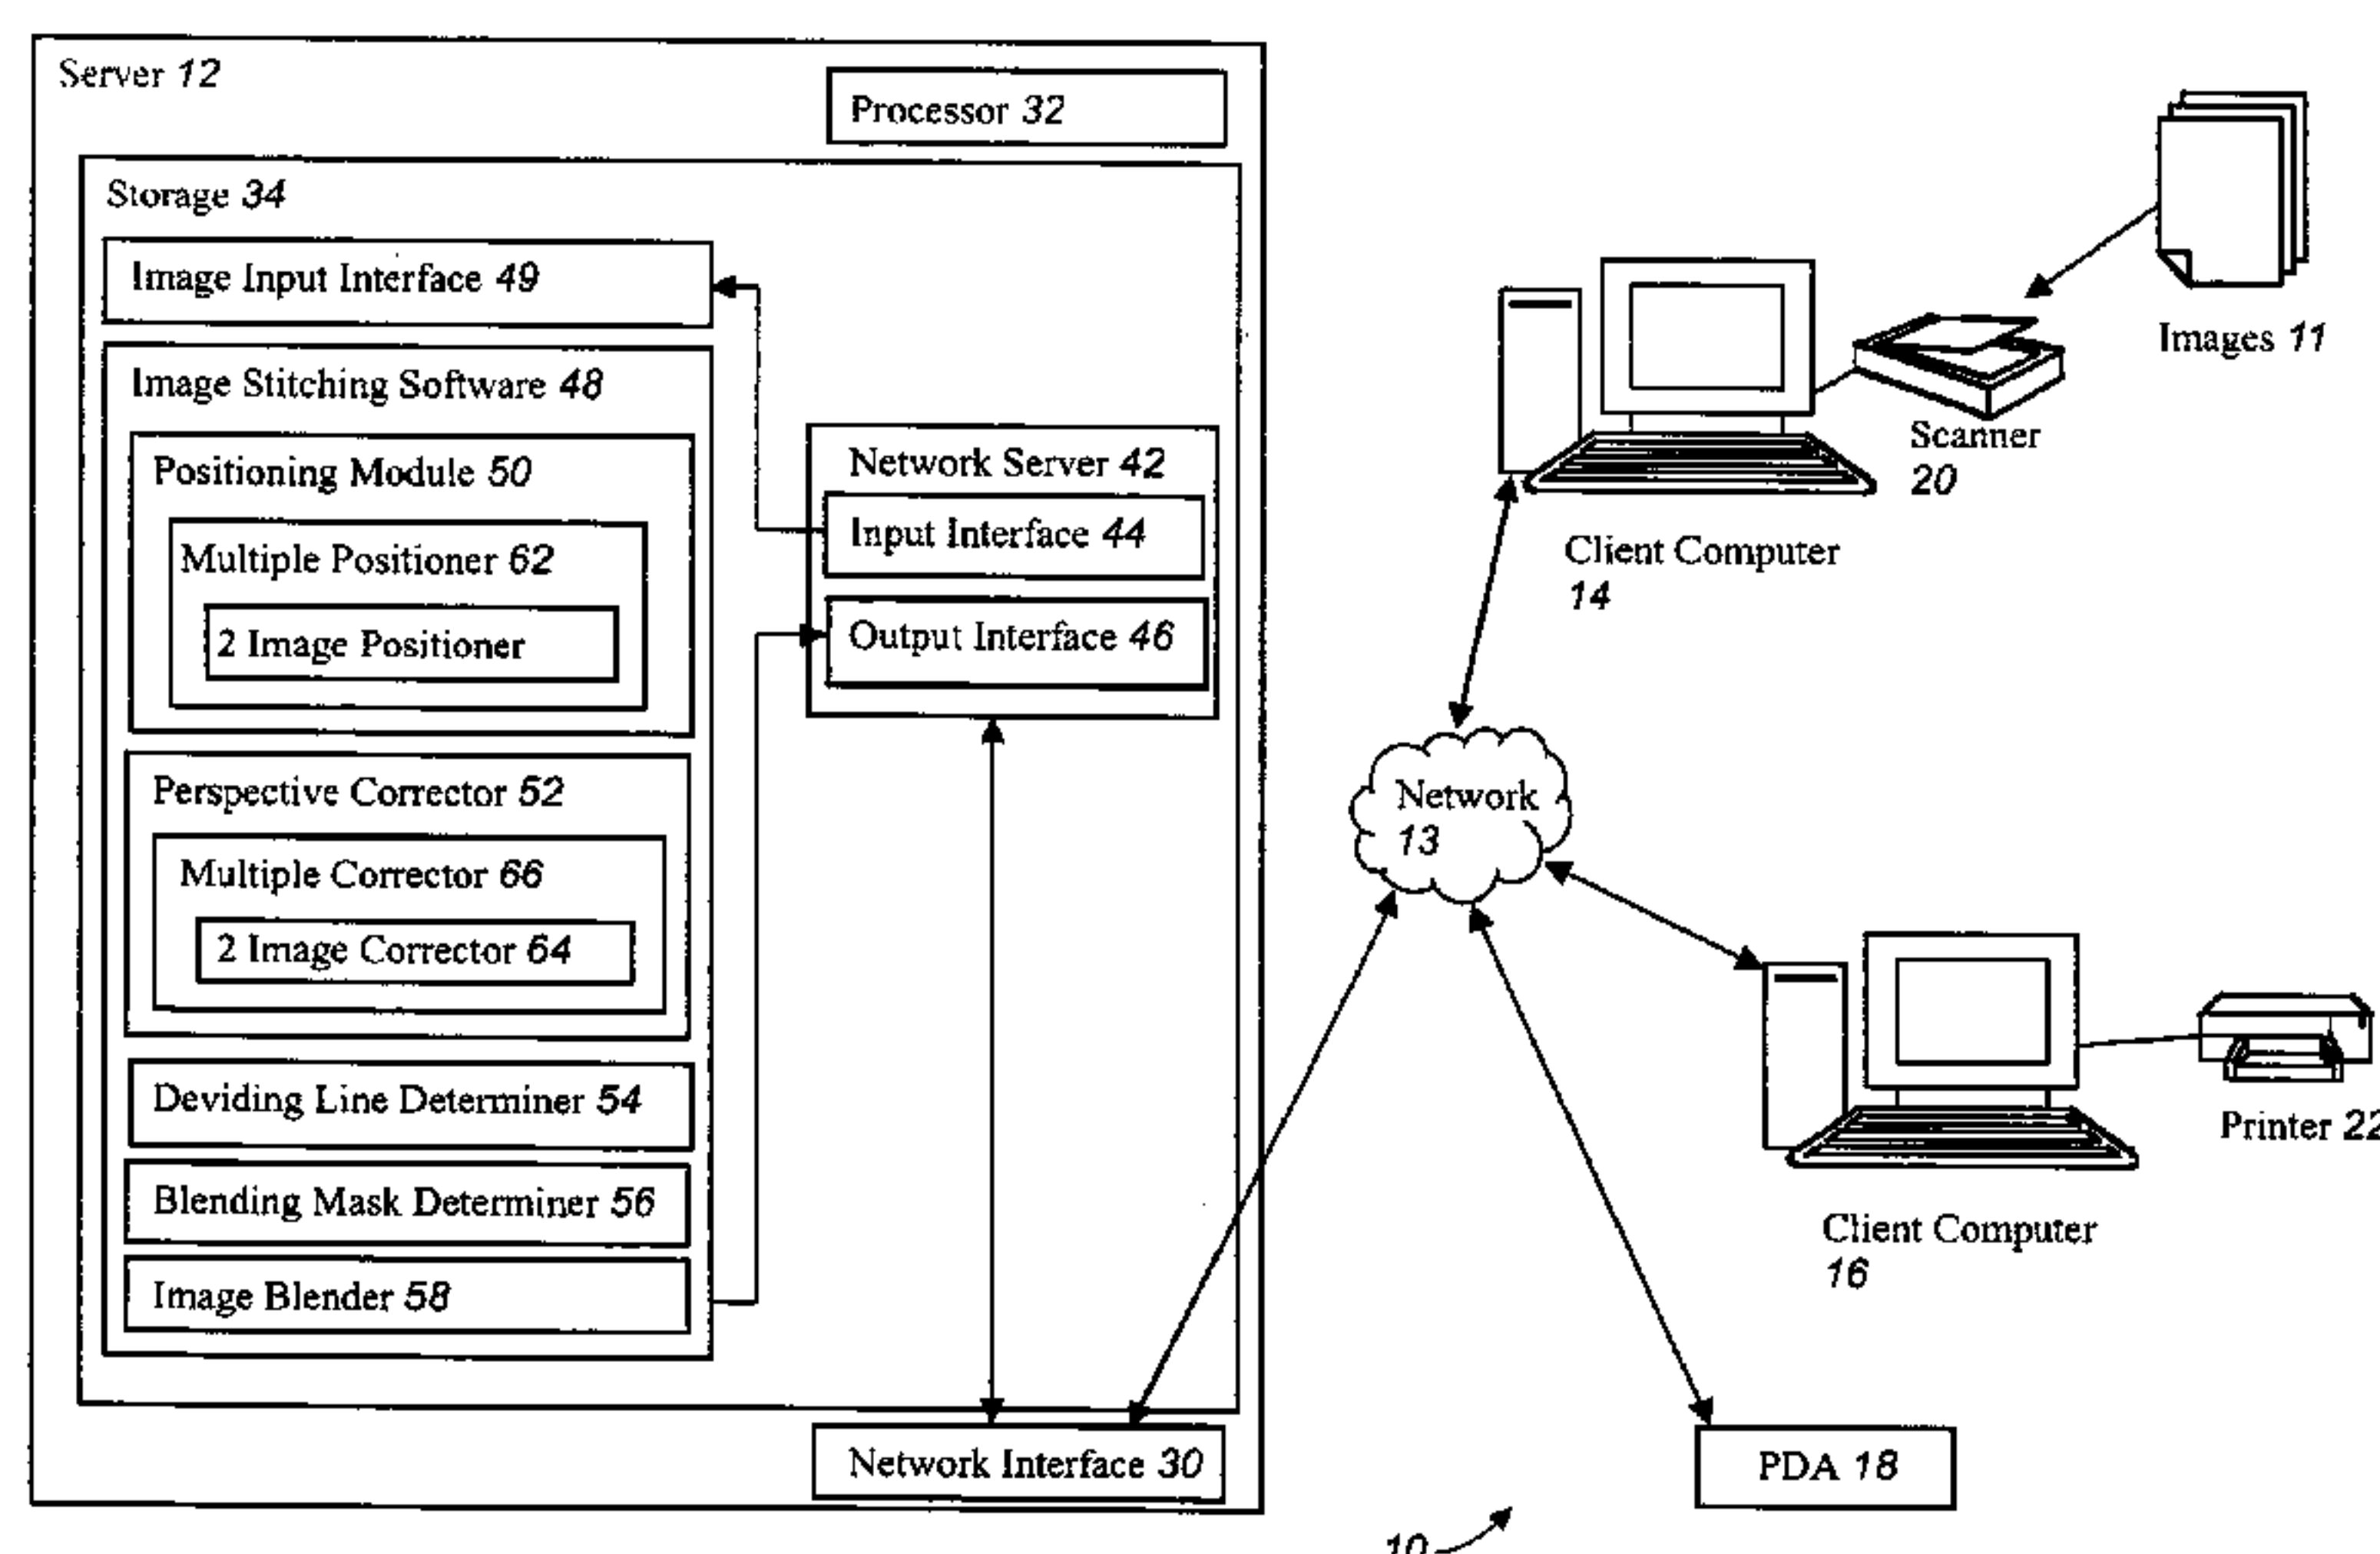 Server 12
Processor 32
Storage 34
Image Input Interface 49
Image Stitching Software 48
Positioning Module 50
Multiple Positioner 62
2 Image Positioner
Perspective Corrector 52
Multiple Corrector 66
2 Image Corrector 64
Deviding Line Determiner 54
Blending Mask Determiner 56
Image Blender 58
Network Server 42
Input Interface 44
Output Interface 46
Network Interface 30
Images 11
Scanner
20
Client Computer
14
Network
13
Printer 22
Client Computer
16
PDA 18
10